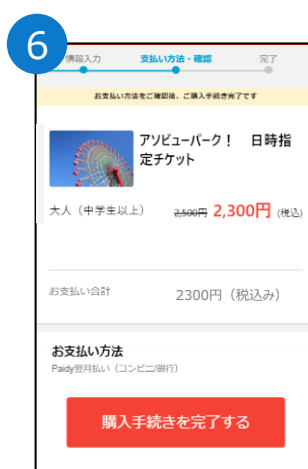 6
情報入力 支払い方法・確認 完了
お支払い方法をご確認後、ご購入手続き完了です
アソビューパーク！ 日時指
定チケット
大人（中学生以上） 2,500円 2,300円 (税込)
お支払い合計 2300円（税込み）
お支払い方法
Paidy翌月払い（コンビニ/銀行）
購入手続きを完了する